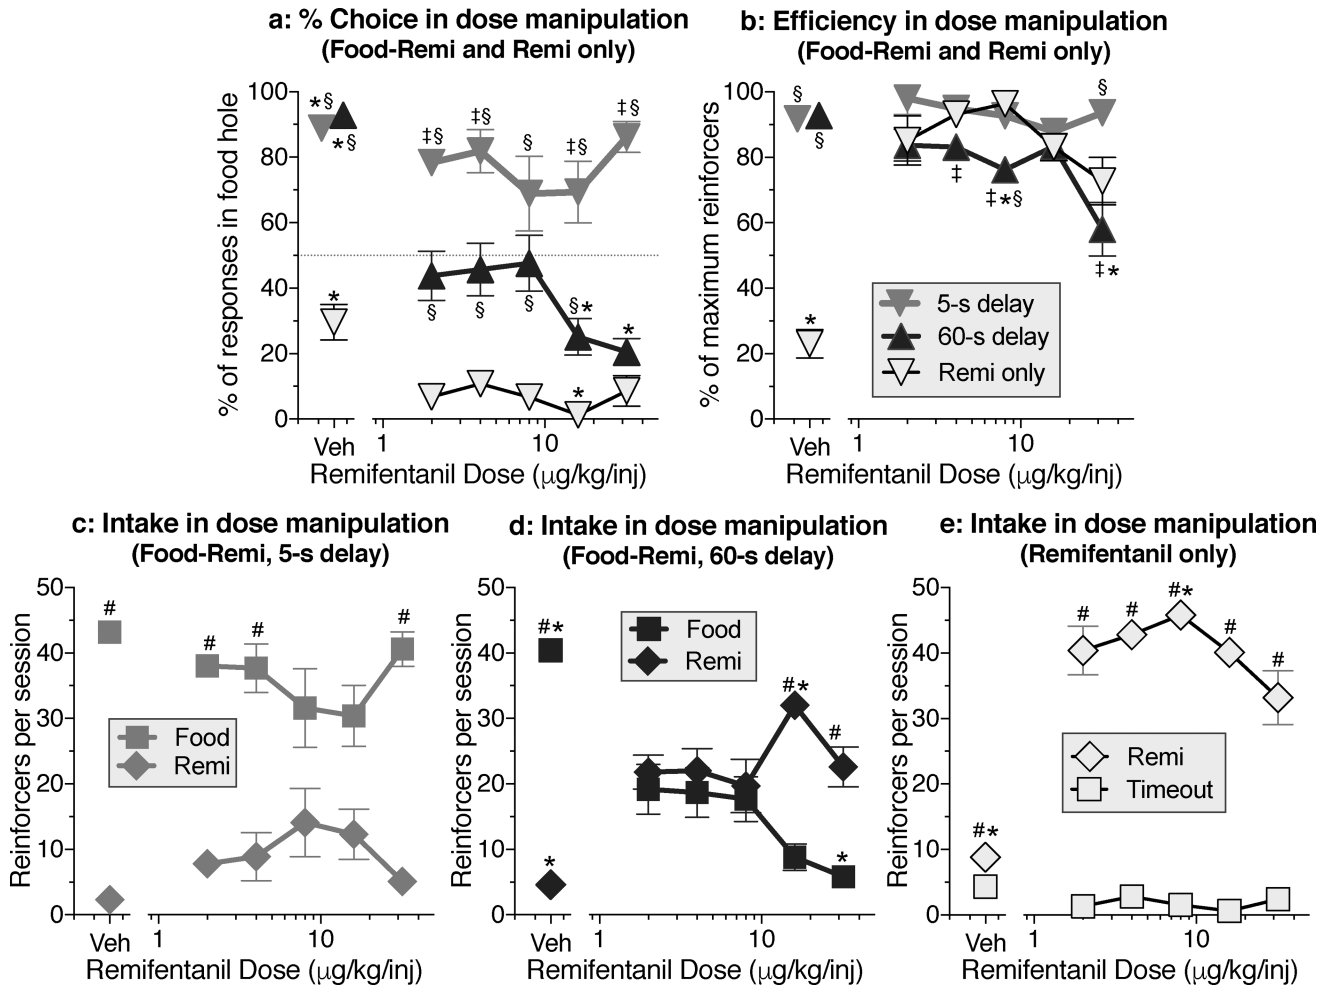 a: % Choice in dose manipulation
(Food-Remi and Remi only)
% of responses in food hole
100
80
60
40
20
0
*§
*§
*
‡§
‡§
§
‡§
‡§
§
§
§
§*
*
*
Veh
1
10
Remifentanil Dose (μg/kg/inj)
b: Efficiency in dose manipulation
(Food-Remi and Remi only)
% of maximum reinforcers
100
80
60
40
20
0
§
§
*
§
‡
‡*§
‡*
5-s delay
60-s delay
Remi only
Veh
1
10
Remifentanil Dose (μg/kg/inj)
c: Intake in dose manipulation
(Food-Remi, 5-s delay)
Reinforcers per session
50
40
30
20
10
0
#
#
#
#
Food
Remi
Veh
1
10
Remifentanil Dose (μg/kg/inj)
d: Intake in dose manipulation
(Food-Remi, 60-s delay)
Reinforcers per session
50
40
30
20
10
0
#*
*
#*
#
*
Food
Remi
Veh
1
10
Remifentanil Dose (μg/kg/inj)
e: Intake in dose manipulation
(Remifentanil only)
Reinforcers per session
50
40
30
20
10
0
#*
#
#
#*
#
#
Remi
Timeout
Veh
1
10
Remifentanil Dose (μg/kg/inj)